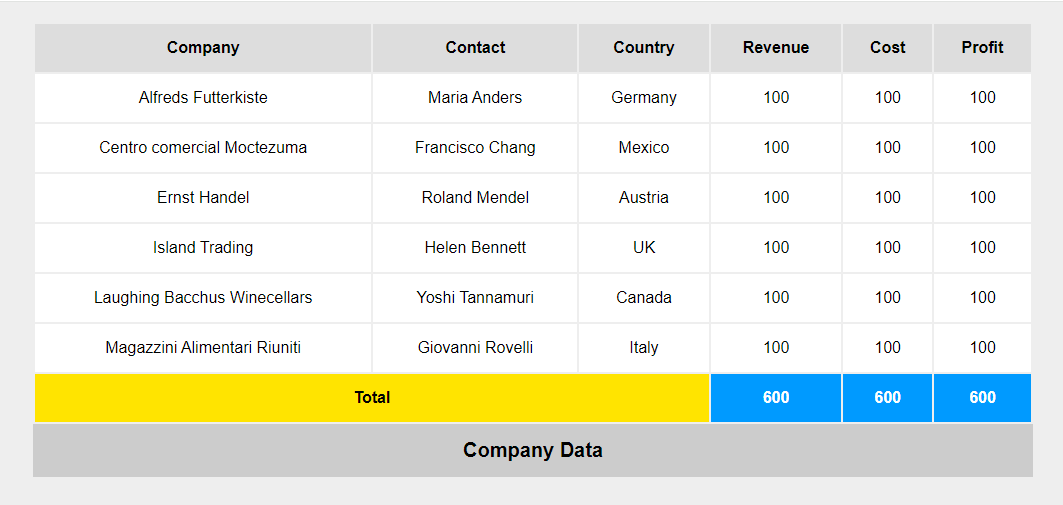 Company Contact Country Revenue Cost Profit
Alfreds Futterkiste Maria Anders Germany 100 100 100
Centro comercial Moctezuma Francisco Chang Mexico 100 100 100
Ernst Handel Roland Mendel Austria 100 100 100
Island Trading Helen Bennett UK 100 100 100
Laughing Bacchus Winecellars Yoshi Tannamuri Canada 100 100 100
Magazzini Alimentari Riuniti Giovanni Rovelli Italy 100 100 100
Total 600 600 600
Company Data